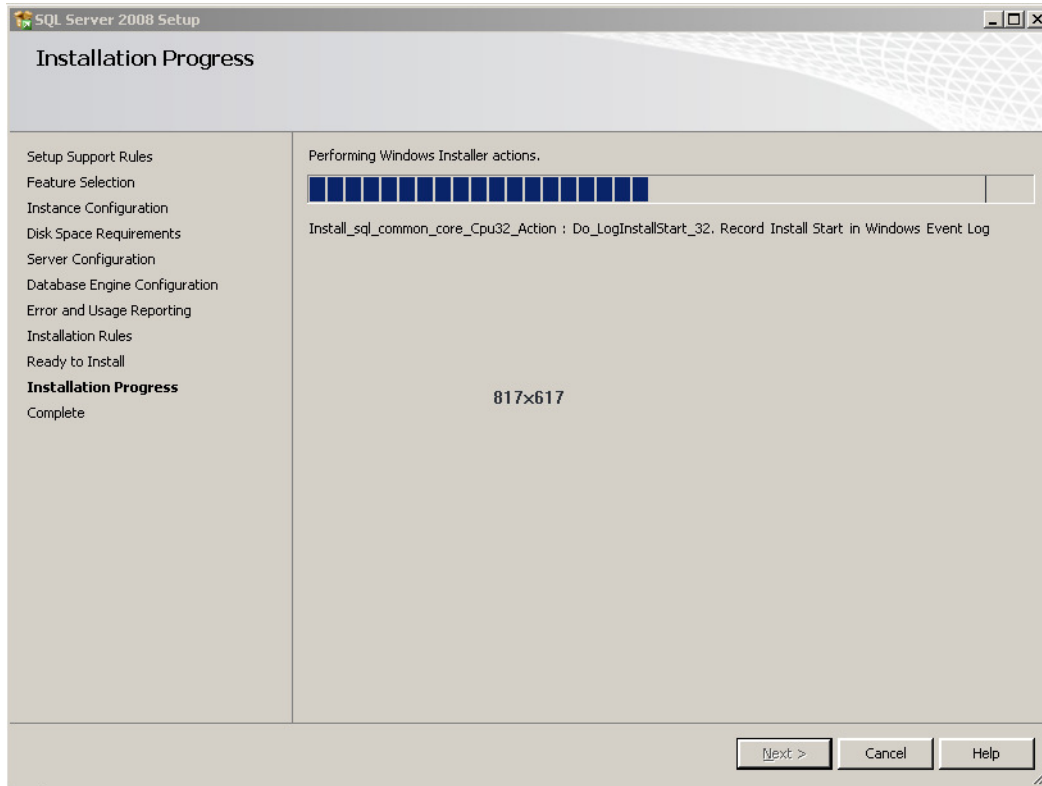 SQL Server 2008 Setup
Installation Progress
Setup Support Rules
Feature Selection
Instance Configuration
Disk Space Requirements
Server Configuration
Database Engine Configuration
Error and Usage Reporting
Installation Rules
Ready to Install
Installation Progress
Complete
Performing Windows Installer actions.
Install_sql_common_core_Cpu32_Action : Do_LogInstallStart_32. Record Install Start in Windows Event Log
817×617
Next >
Cancel
Help